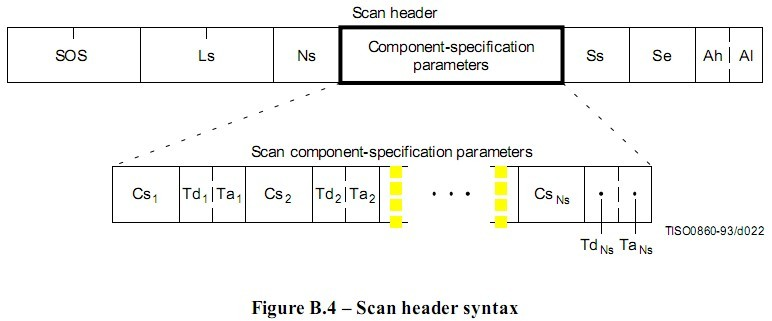 Scan header
SOS Ls Ns Component-specification parameters Ss Se Ah Al
Scan component-specification parameters
Cs1 Td1 Ta1 Cs2 Td2 Ta2 . . . CsNs
TdNs TaNs
TISO0860-93/d022
Figure B.4 – Scan header syntax